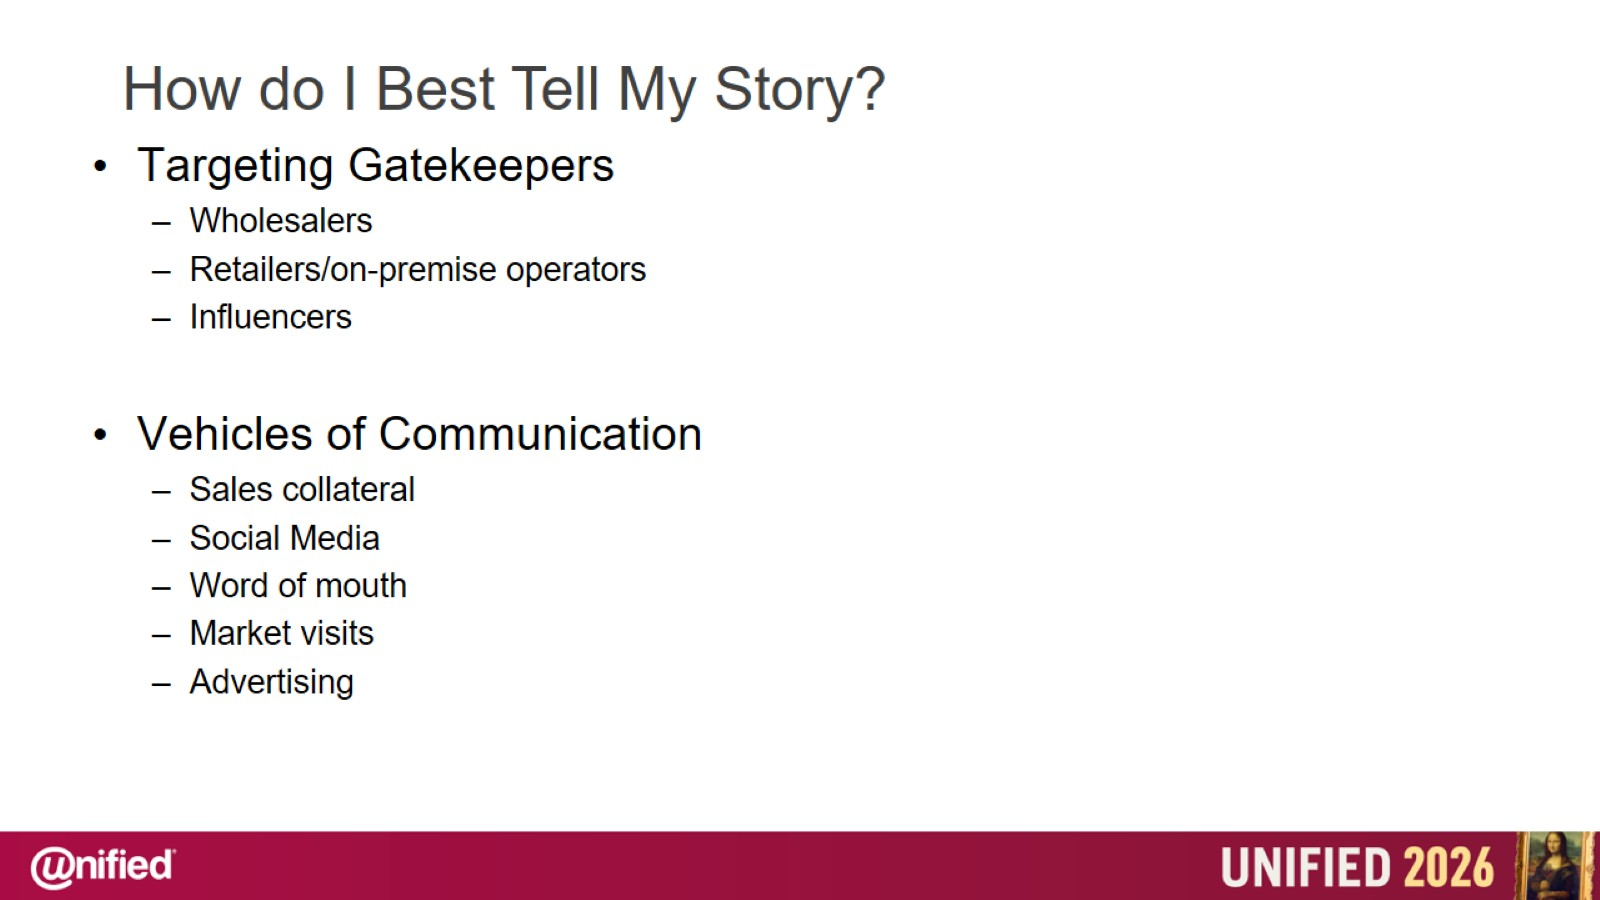 How do I Best Tell My Story?
• Targeting Gatekeepers
– Wholesalers
– Retailers/on-premise operators
– Influencers
• Vehicles of Communication
– Sales collateral
– Social Media
– Word of mouth
– Market visits
– Advertising
unified
UNIFIED 2026